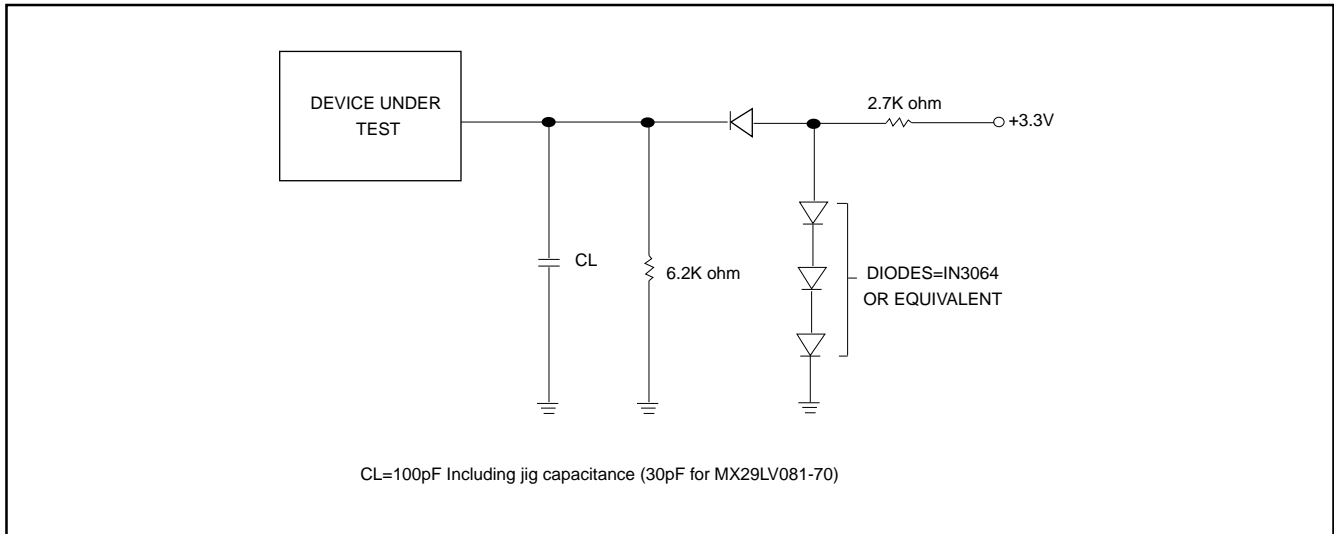 DEVICE UNDER
TEST
2.7K ohm
+3.3V
CL
6.2K ohm
DIODES=IN3064
OR EQUIVALENT
CL=100pF Including jig capacitance (30pF for MX29LV081-70)